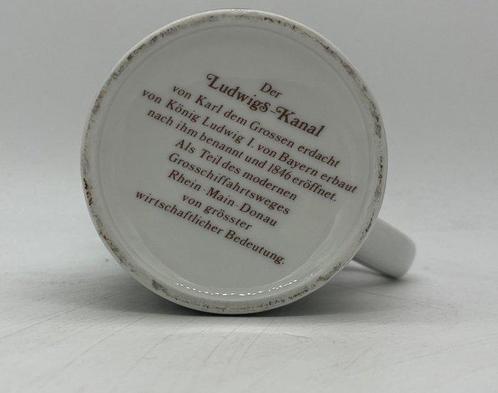 Der
Ludwigs-Kanal
von Karl dem Grossen erdacht
von König Ludwig I. von Bayern erbaut
nach ihm benannt und 1846 eröffnet.
Als Teil des modernen
Grosschiffahrtsweges
Rhein-Main-Donau
von grösster
wirtschaftlicher Bedeutung.